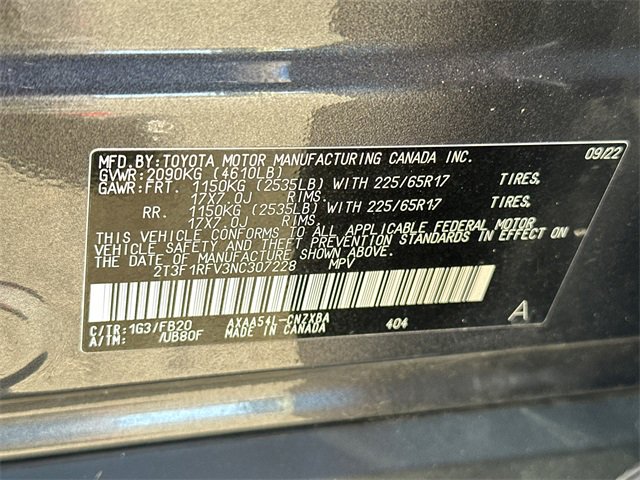 MFD.BY:TOYOTA MOTOR MANUFACTURING CANADA INC. 09/22
GVWR:2090KG (4610LB)
GAWR:FRT. 1150KG (2535LB) WITH 225/65R17 TIRES,
17X7.0J RIMS.
RR. 1150KG (2535LB) WITH 225/65R17 TIRES,
17X7.0J RIMS.
THIS VEHICLE CONFORMS TO ALL APPLICABLE FEDERAL MOTOR
VEHICLE SAFETY AND THEFT PREVENTION STANDARDS IN EFFECT ON
THE DATE OF MANUFACTURE SHOWN ABOVE.
2T3F1RFV3NC307228 MPV
C/TR:1G3/FB20 AXAA54L-CNZXBA 404 A
A/TM: /UB80F MADE IN CANADA